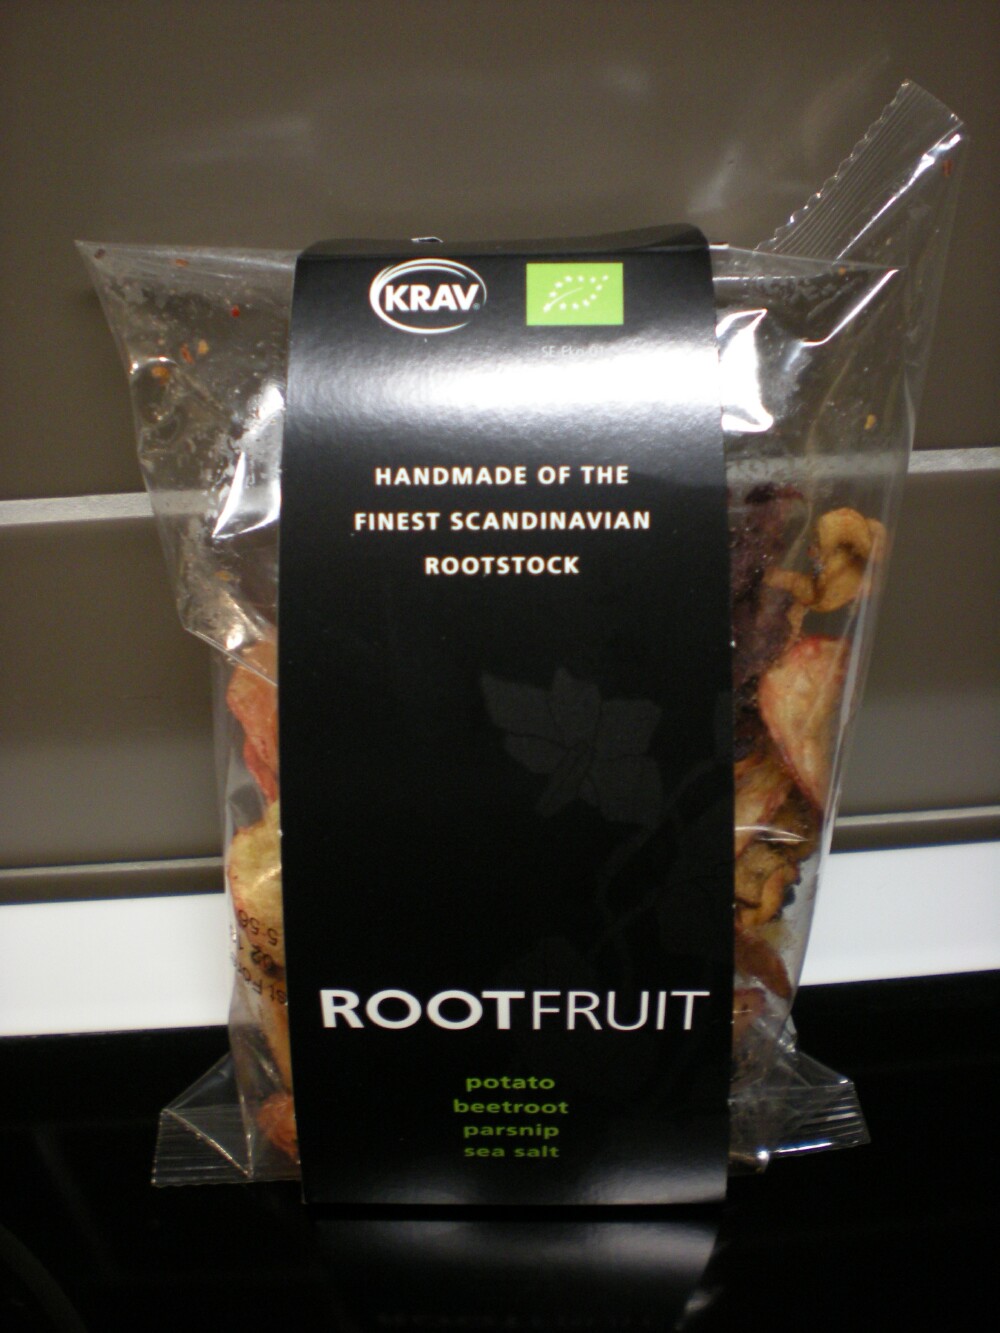 KRAV
HANDMADE OF THE
FINEST SCANDINAVIAN
ROOTSTOCK
ROOTFRUIT
potato
beetroot
parsnip
sea salt